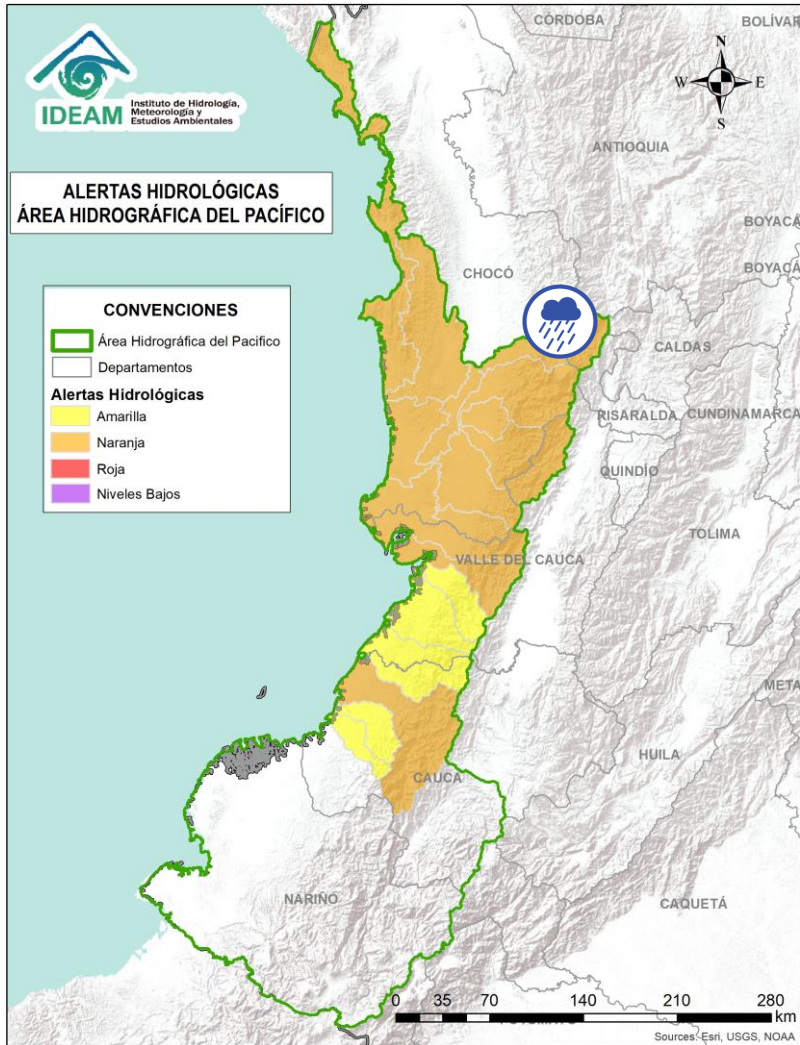 CÓRDOBA
BOLÍVAR
N
W
E
S
IDEAM
Instituto de Hidrología,
Meteorología y
Estudios Ambientales
ANTIOQUIA
ALERTAS HIDROLÓGICAS
ÁREA HIDROGRÁFICA DEL PACÍFICO
BOYACÁ
BOYACÁ
CHOCÓ
CONVENCIONES
Área Hidrográfica del Pacifico
Departamentos
Alertas Hidrológicas
Amarilla
Naranja
Roja
Niveles Bajos
CALDAS
RISARALDA
CUNDINAMARCA
QUINDÍO
TOLIMA
VALLE DEL CAUCA
META
HUILA
CAUCA
NARIÑO
CAQUETÁ
0 35 70 140 210 280
km
Sources: Esri, USGS, NOAA